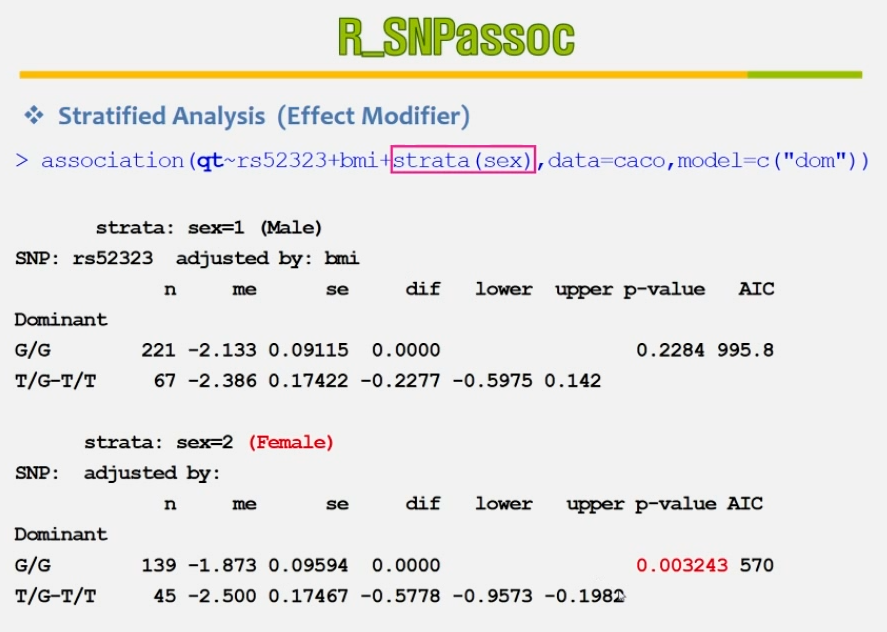 R_SNPassoc
❖ Stratified Analysis (Effect Modifier)
> association(qt~rs52323+bmi+strata(sex),data=caco,model=c("dom"))
strata: sex=1 (Male)
SNP: rs52323 adjusted by: bmi
n me se dif lower upper p-value AIC
Dominant
G/G 221 -2.133 0.09115 0.0000 0.2284 995.8
T/G-T/T 67 -2.386 0.17422 -0.2277 -0.5975 0.142
strata: sex=2 (Female)
SNP: adjusted by:
n me se dif lower upper p-value AIC
Dominant
G/G 139 -1.873 0.09594 0.0000 0.003243 570
T/G-T/T 45 -2.500 0.17467 -0.5778 -0.9573 -0.1982